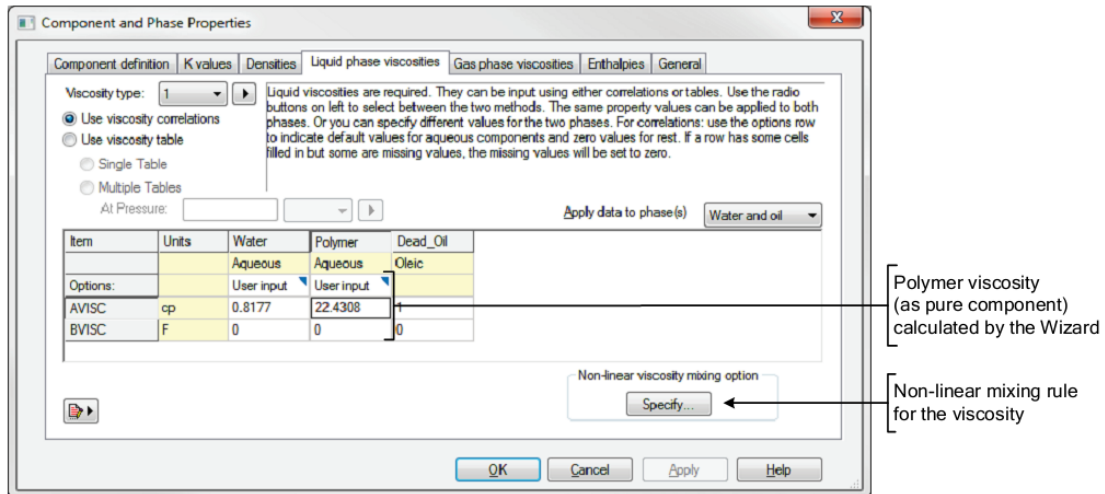 Component and Phase Properties
Component definition K values Densities Liquid phase viscosities Gas phase viscosities Enthalpies General
Viscosity type: 1
Use viscosity correlations
Use viscosity table
Single Table
Multiple Tables
At Pressure:
Liquid viscosities are required. They can be input using either correlations or tables. Use the radio
buttons on left to select between the two methods. The same property values can be applied to both
phases. Or you can specify different values for the two phases. For correlations: use the options row
to indicate default values for aqueous components and zero values for rest. If a row has some cells
filled in but some are missing values, the missing values will be set to zero.
Apply data to phase(s) Water and oil
Item Units Water Polymer Dead_Oil
Aqueous Aqueous Oleic
Options: User input User input
AVISC cp 0.8177 22.4308 1
BVISC F 0 0 0
Non-linear viscosity mixing option
Specify...
OK Cancel Apply Help
Polymer viscosity
(as pure component)
calculated by the Wizard
Non-linear mixing rule
for the viscosity